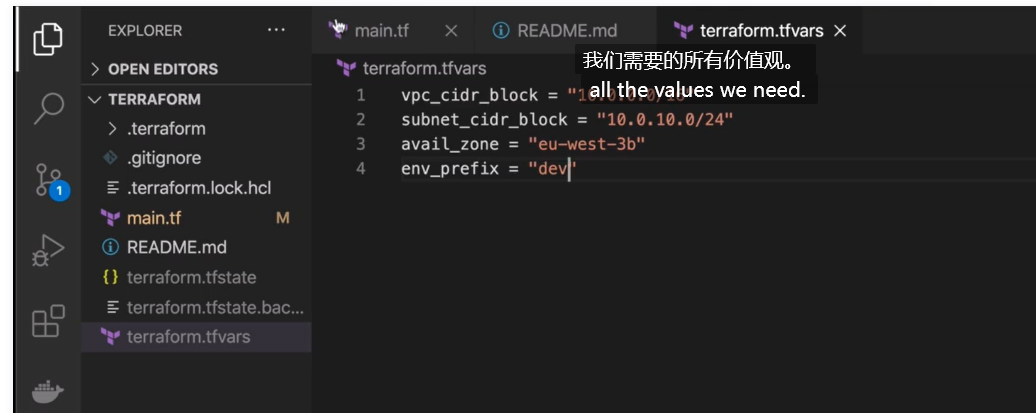 EXPLORER
main.tf
README.md
terraform.tfvars
OPEN EDITORS
TERRAFORM
.terraform
.gitignore
.terraform.lock.hcl
main.tf M
README.md
terraform.tfstate
terraform.tfstate.bac...
terraform.tfvars
1
terraform.tfvars
我们需要的所有价值观。
all the values we need.
1 vpc_cidr_block = "
2 subnet_cidr_block = "10.0.10.0/24"
3 avail_zone = "eu-west-3b"
4 env_prefix = "dev"